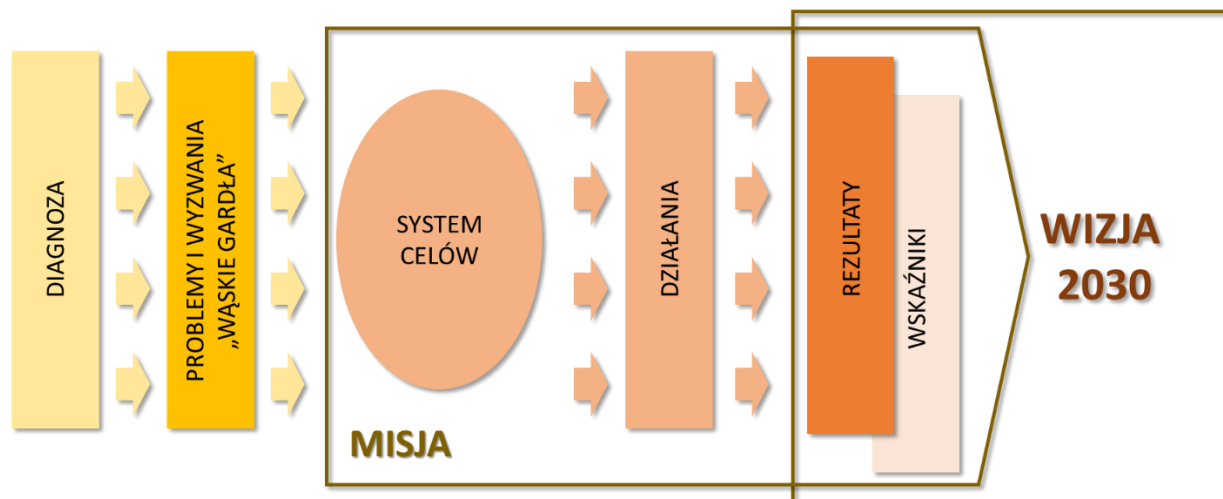 DIAGNOZA
PROBLEMY I WYZWANIA
„WĄSKIE GARDŁA”
SYSTEM
CELÓW
DZIAŁANIA
REZULTATY
WSKAŹNIKI
WIZJA
2030
MISJA